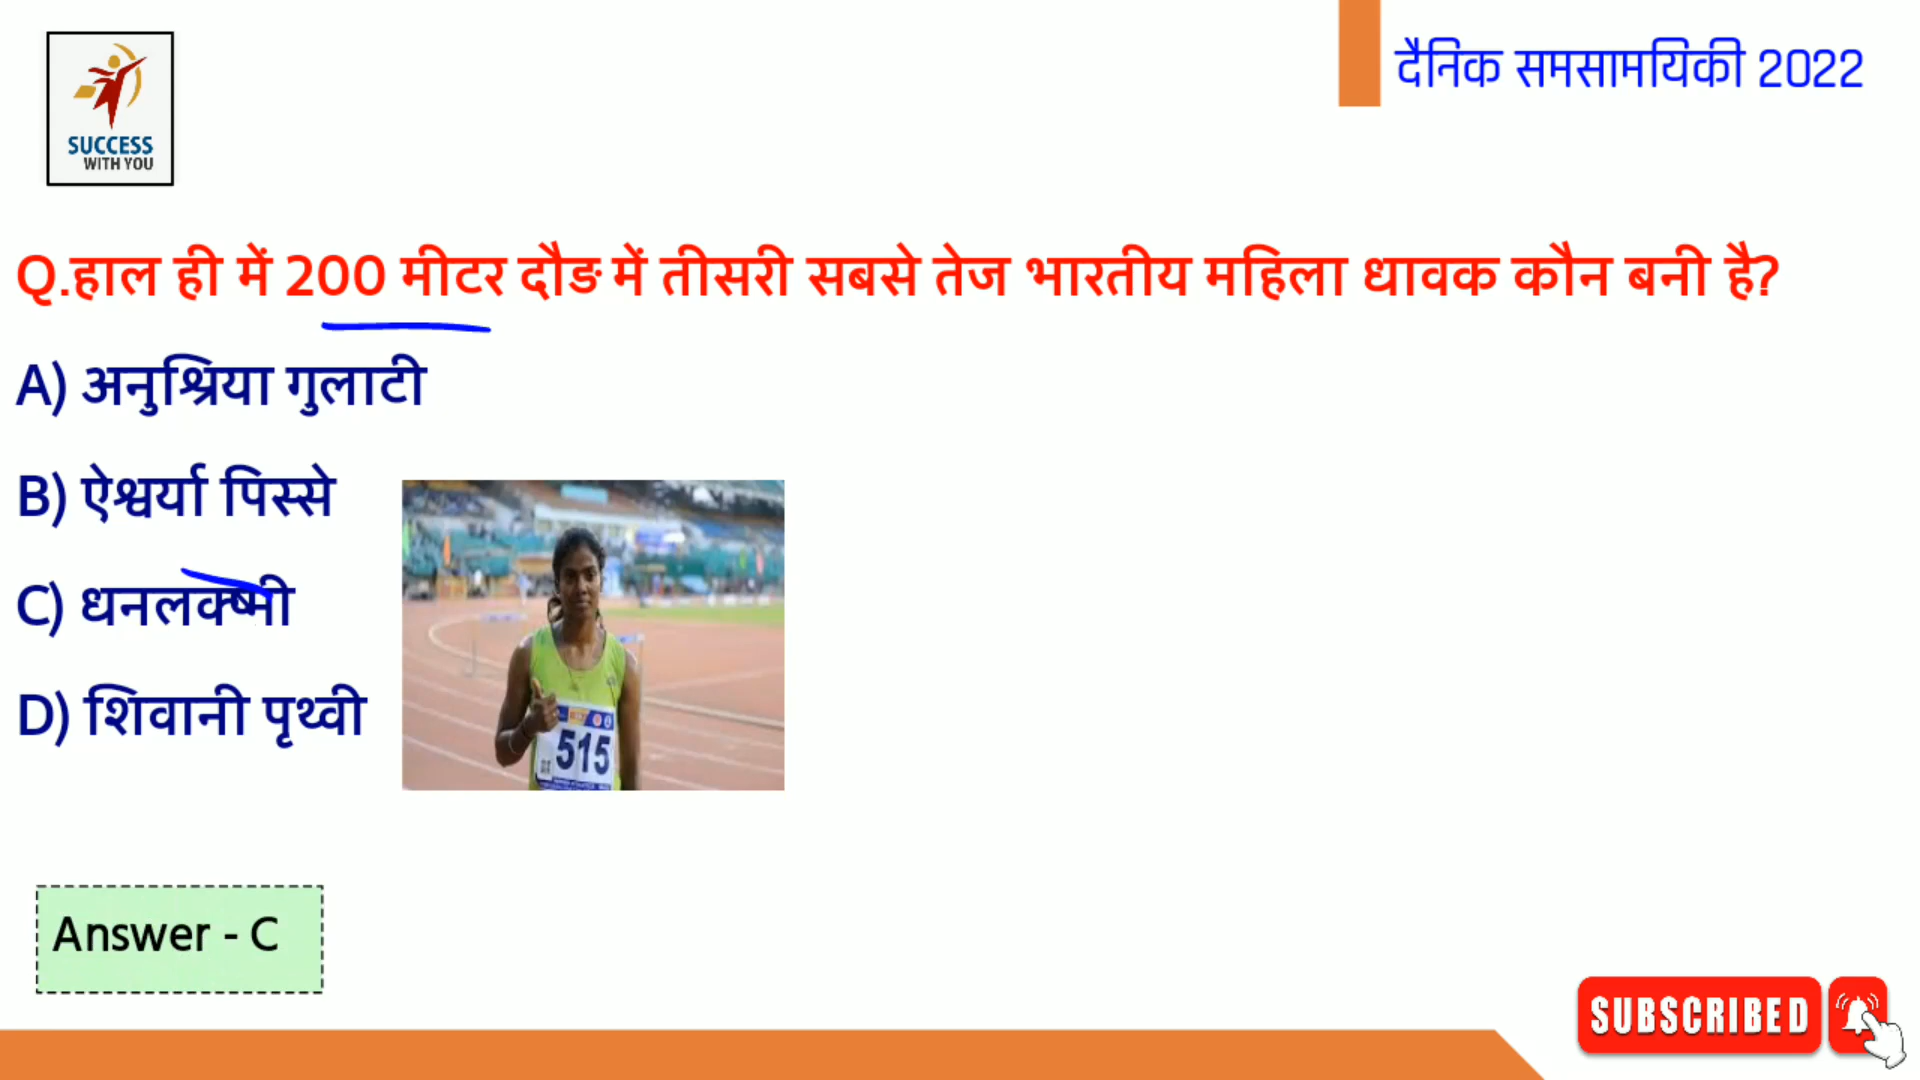 दैनिक समसामयिकी 2022
SUCCESS
WITH YOU
Q.हाल ही में 200 मीटर दौड में तीसरी सबसे तेज भारतीय महिला धावक कौन बनी है?
A) अनुश्रिया गुलाटी
B) ऐश्वर्या पिस्से
C) धनलक्ष्मी
D) शिवानी पृथ्वी
515
Answer - C
SUBSCRIBED